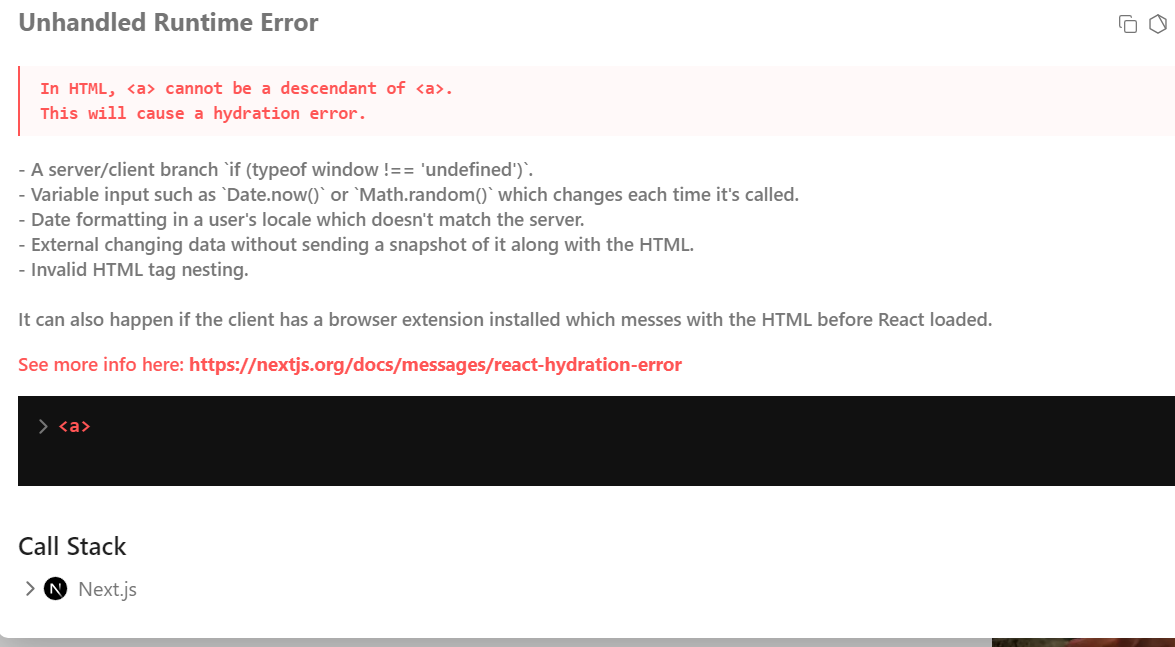 Unhandled Runtime Error
In HTML, <a> cannot be a descendant of <a>.
This will cause a hydration error.
- A server/client branch `if (typeof window !== 'undefined')`.
- Variable input such as `Date.now()` or `Math.random()` which changes each time it's called.
- Date formatting in a user's locale which doesn't match the server.
- External changing data without sending a snapshot of it along with the HTML.
- Invalid HTML tag nesting.
It can also happen if the client has a browser extension installed which messes with the HTML before React loaded.
See more info here: https://nextjs.org/docs/messages/react-hydration-error
> <a>
Call Stack
N
Next.js